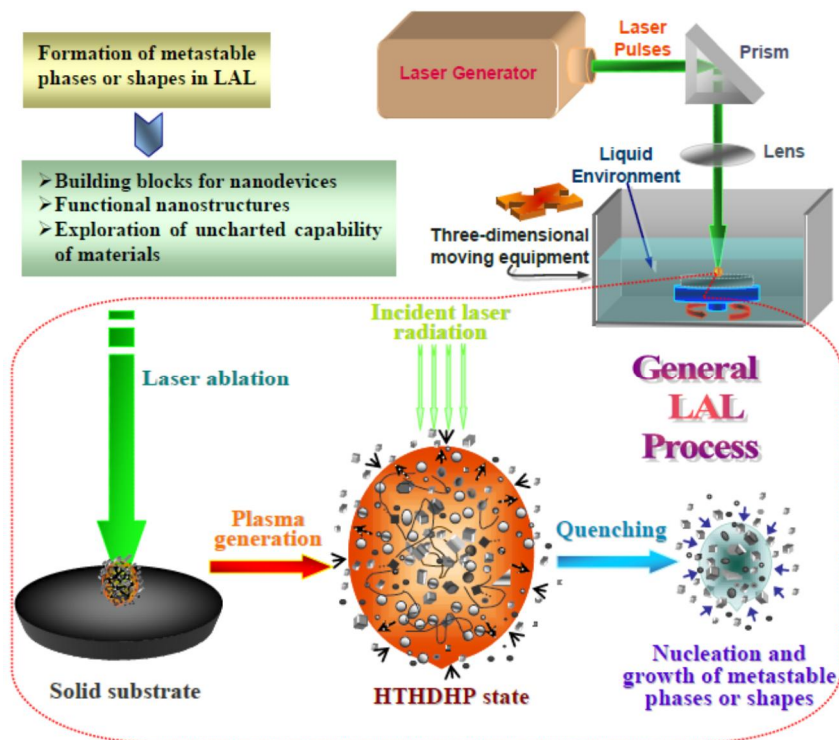 Formation of metastable
phases or shapes in LAL
➢Building blocks for nanodevices
➢Functional nanostructures
➢Exploration of uncharted capability
of materials
Laser
Pulses
Prism
Laser Generator
Lens
Liquid
Environment
Three-dimensional
moving equipment
Incident laser
radiation
Laser ablation
General
LAL
Process
Plasma
generation
Quenching
Solid substrate
HTHDHP state
Nucleation and
growth of metastable
phases or shapes